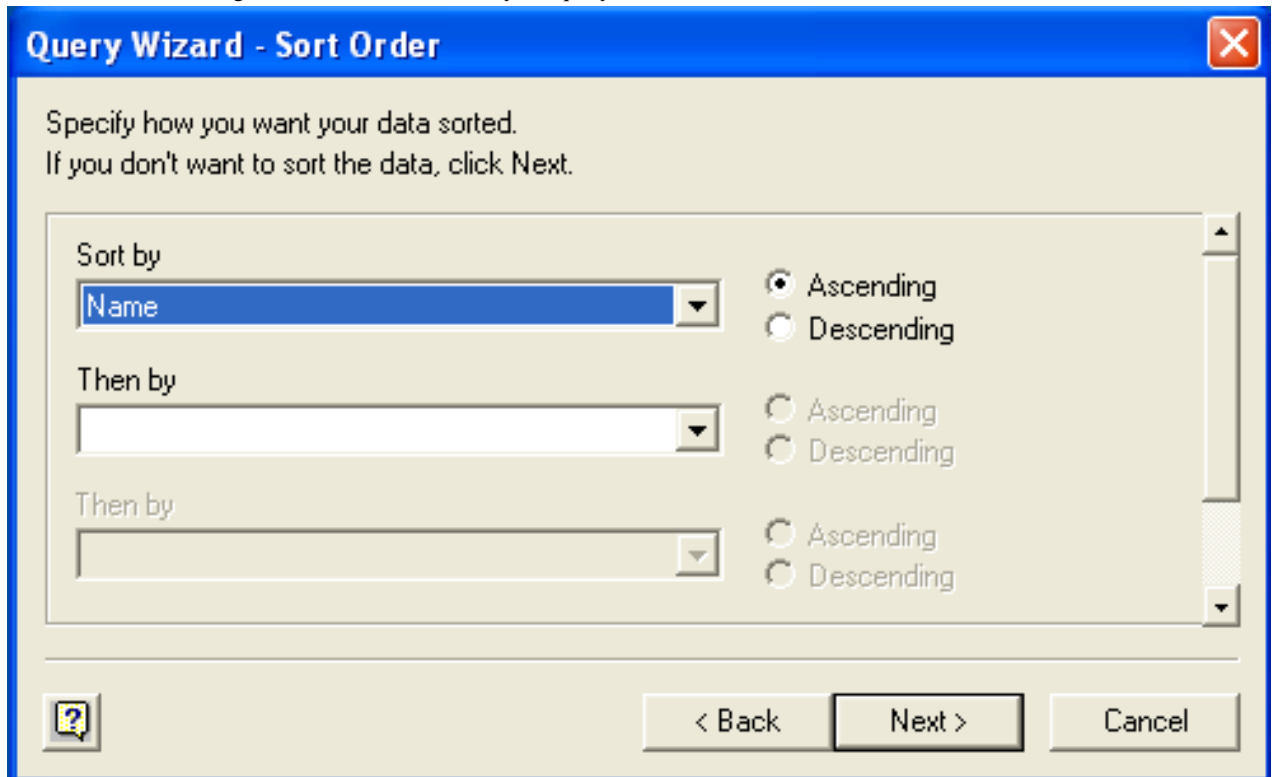 Query Wizard - Sort Order
Specify how you want your data sorted.
If you don't want to sort the data, click Next.
Sort by
Name
Ascending
Descending
Then by
Ascending
Descending
Then by
Ascending
Descending
?
< Back
Next >
Cancel